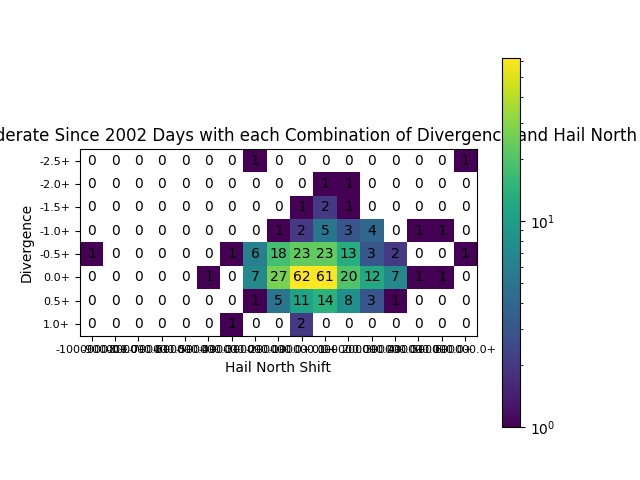 derate Since 2002 Days with each Combination of Divergence and Hail North
-2.5+ 0 0 0 0 0 0 0 1 0 0 0 0 0 0 0 0 1
-2.0+ 0 0 0 0 0 0 0 0 0 0 1 1 0 0 0 0 0
-1.5+ 0 0 0 0 0 0 0 0 0 1 2 1 0 0 0 0 0
-1.0+ 0 0 0 0 0 0 0 0 1 2 5 3 4 0 1 1 0
-0.5+ 1 0 0 0 0 0 1 6 18 23 23 13 3 2 0 0 1
0.0+ 0 0 0 0 0 1 0 7 27 62 61 20 12 7 1 1 0
0.5+ 0 0 0 0 0 0 0 1 5 11 14 8 3 1 0 0 0
1.0+ 0 0 0 0 0 0 1 0 0 2 0 0 0 0 0 0 0
Divergence
Hail North Shift
10¹
10⁰